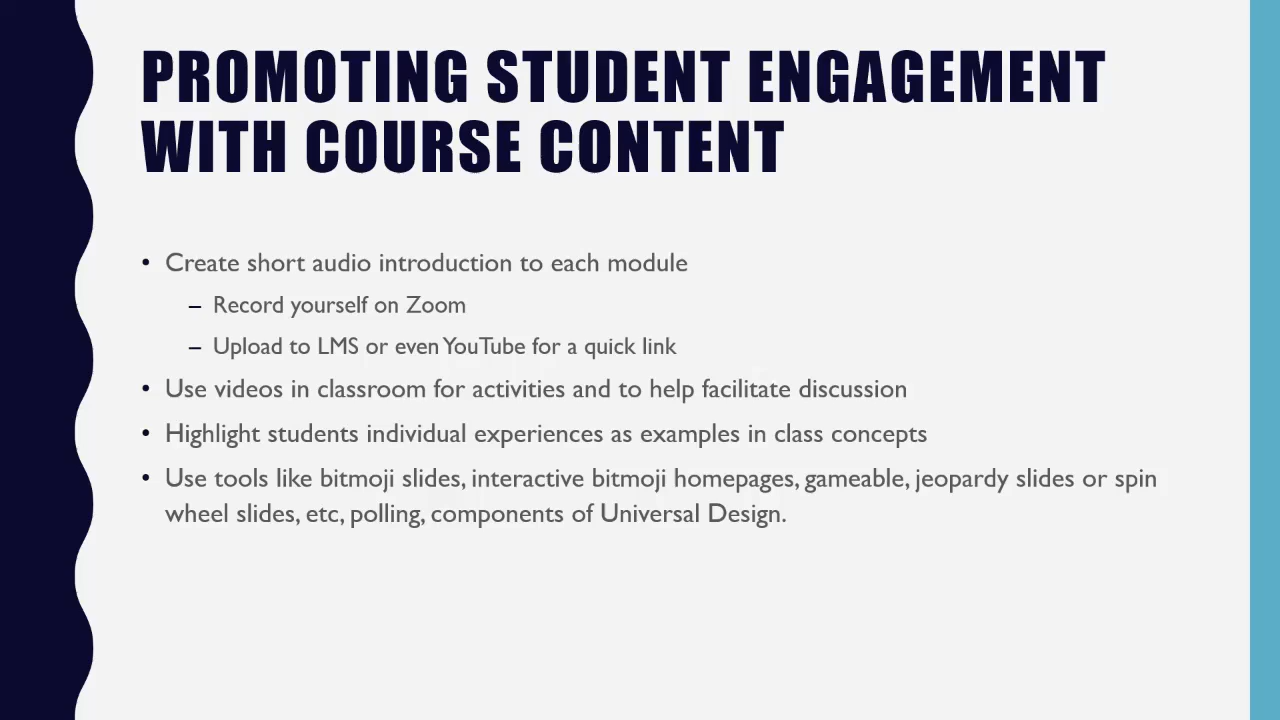 PROMOTING STUDENT ENGAGEMENT
WITH COURSE CONTENT
• Create short audio introduction to each module
– Record yourself on Zoom
– Upload to LMS or even YouTube for a quick link
• Use videos in classroom for activities and to help facilitate discussion
• Highlight students individual experiences as examples in class concepts
• Use tools like bitmoji slides, interactive bitmoji homepages, gameable, jeopardy slides or spin
wheel slides, etc, polling, components of Universal Design.